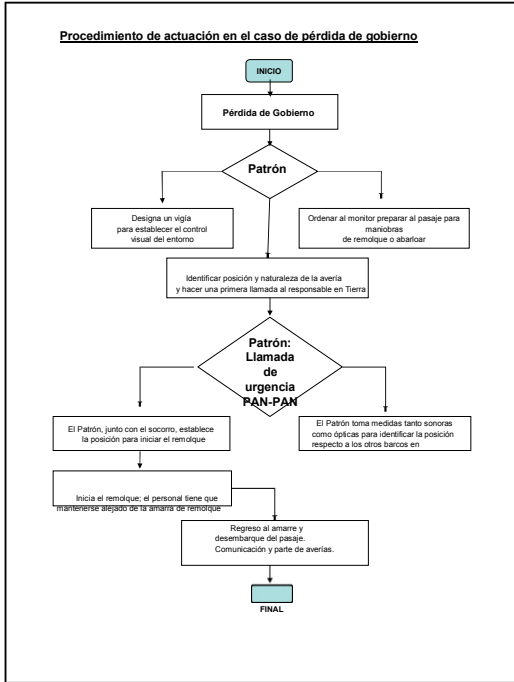 Procedimiento de actuación en el caso de pérdida de gobierno
INICIO
Pérdida de Gobierno
Patrón
Designa un vigía
para establecer el control
visual del entorno
Ordenar al monitor preparar al pasaje para
maniobras
de remolque o abarloar
Identificar posición y naturaleza de la avería
y hacer una primera llamada al responsable en Tierra
Patrón:
Llamada
de
urgencia
PAN-PAN
El Patrón, junto con el socorro, establece
la posición para iniciar el remolque
El Patrón toma medidas tanto sonoras
como ópticas para identificar la posición
respecto a los otros barcos en
Inicia el remolque; el personal tiene que
mantenerse alejado de la amarra de remolque
Regreso al amarre y
desembarque del pasaje.
Comunicación y parte de averías.
FINAL